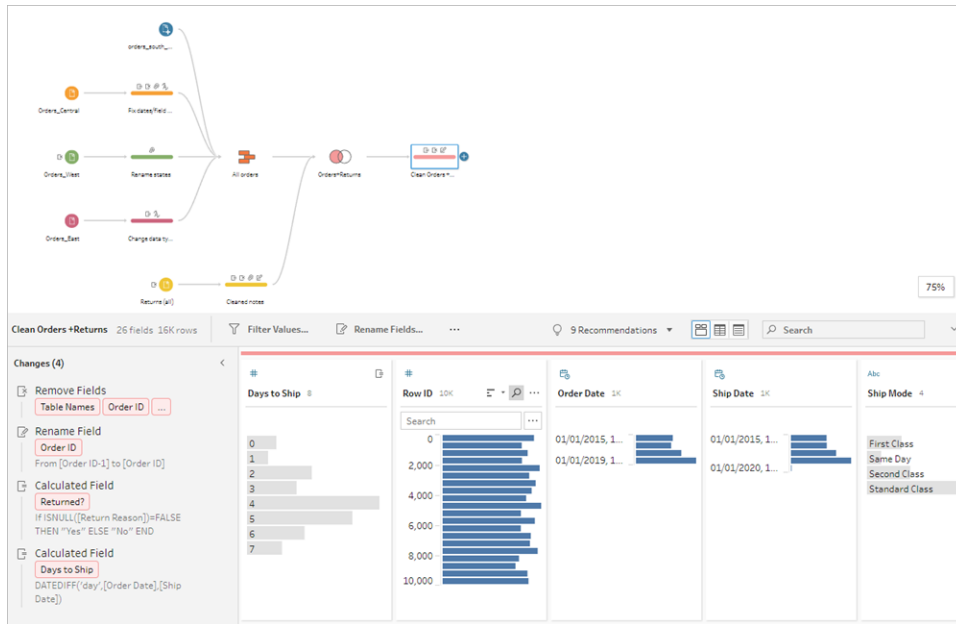 orders_south_...
Orders_Central
Fix dates/field ...
Orders_West
Rename states
All orders
Orders+Returns
Clean Orders +...
Orders_East
Change data ty...
Returns (all)
Cleaned notes
75%
Clean Orders +Returns 26 fields 16K rows
Filter Values...
Rename Fields...
...
9 Recommendations
Search
Changes (4)
Remove Fields
Table Names
Order ID
...
Rename Field
Order ID
From [Order ID-1] to [Order ID]
Calculated Field
Returned?
If ISNULL([Return Reason])=FALSE
THEN "Yes" ELSE "No" END
Calculated Field
Days to Ship
DATEDIFF('day',[Order Date],[Ship
Date])
#
Days to Ship 8
0
1
2
3
4
5
6
7
#
Row ID 10K
...
Search
...
0
2,000
4,000
6,000
8,000
10,000
Order Date 1K
01/01/2015, 1...
01/01/2019, 1...
Ship Date 1K
01/01/2015, 1...
01/01/2020, 1...
Abc
Ship Mode 4
First Class
Same Day
Second Class
Standard Class